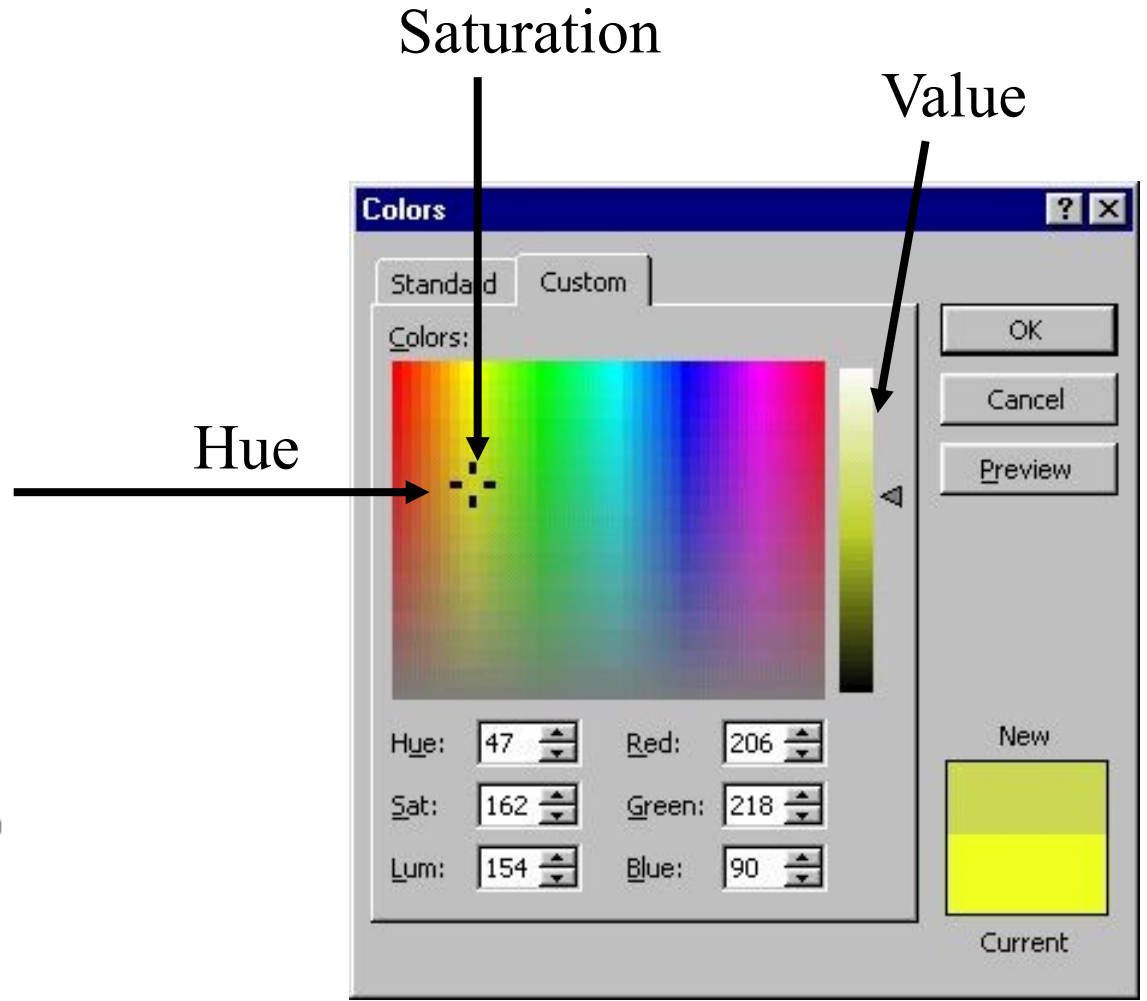 Saturation
Value
Colors ? ×
Standard Custom
Colors:
OK
Cancel
Hue
Preview
Hue: 47 Red: 206 New
Sat: 162 Green: 218
Lum: 154 Blue: 90
Current